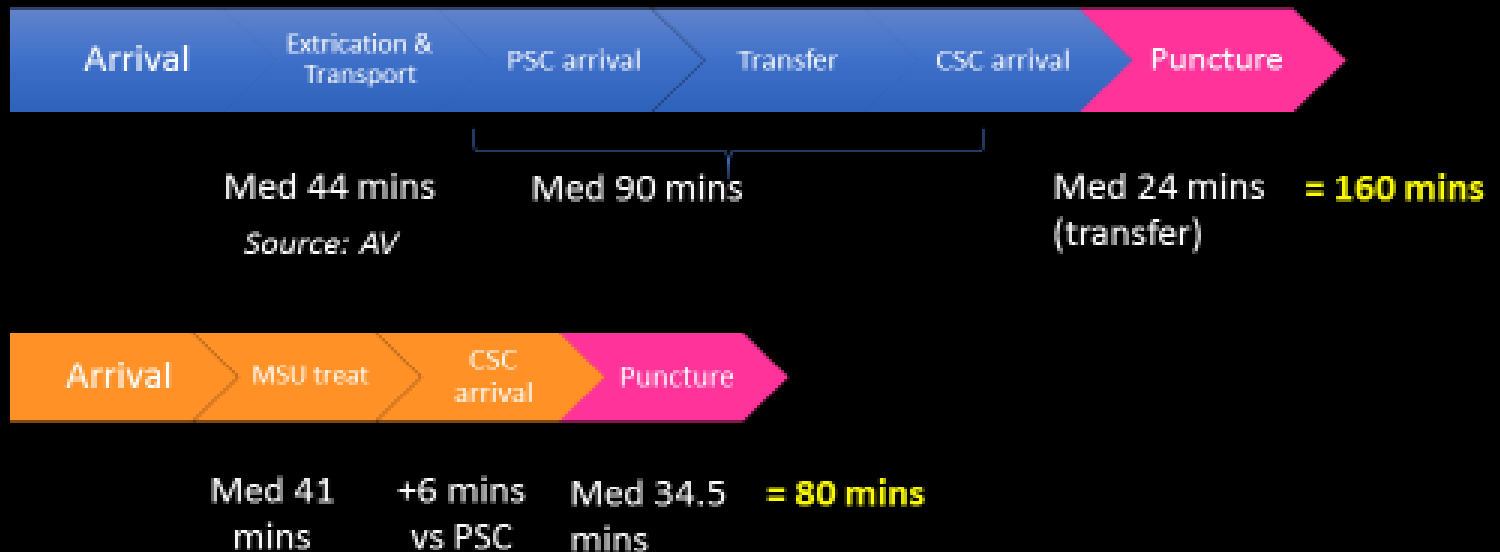 Arrival
Extrication &
Transport
PSC arrival
Transfer
CSC arrival
Puncture
Med 44 mins
Source: AV
Med 90 mins
Med 24 mins
(transfer)
= 160 mins
Arrival
MSU treat
CSC
arrival
Puncture
Med 41
mins
+6 mins
vs PSC
Med 34.5
mins
= 80 mins